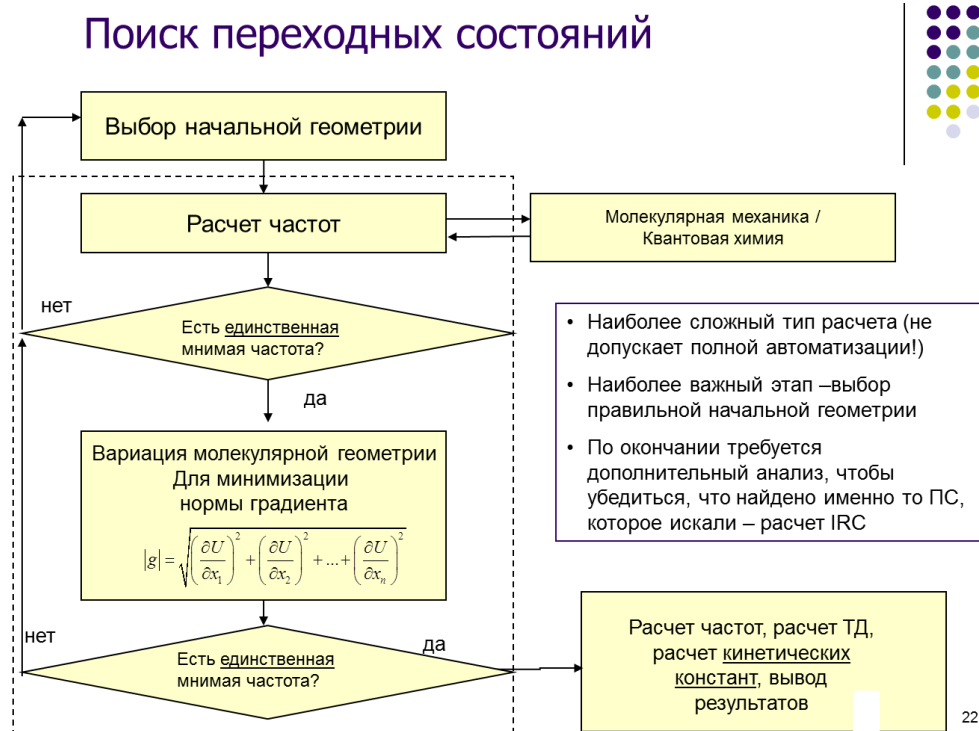 Поиск переходных состояний
Выбор начальной геометрии
Расчет частот
Молекулярная механика /
Квантовая химия
нет
Есть единственная
мнимая частота?
да
Вариация молекулярной геометрии
Для минимизации
нормы градиента
|g| = √((∂U/∂x₁)² + (∂U/∂x₂)² + ... + (∂U/∂xₙ)²)
нет
Есть единственная
мнимая частота?
да
• Наиболее сложный тип расчета (не
допускает полной автоматизации!)
• Наиболее важный этап –выбор
правильной начальной геометрии
• По окончании требуется
дополнительный анализ, чтобы
убедиться, что найдено именно то ПС,
которое искали – расчет IRC
Расчет частот, расчет ТД,
расчет кинетических
констант, вывод
результатов
22